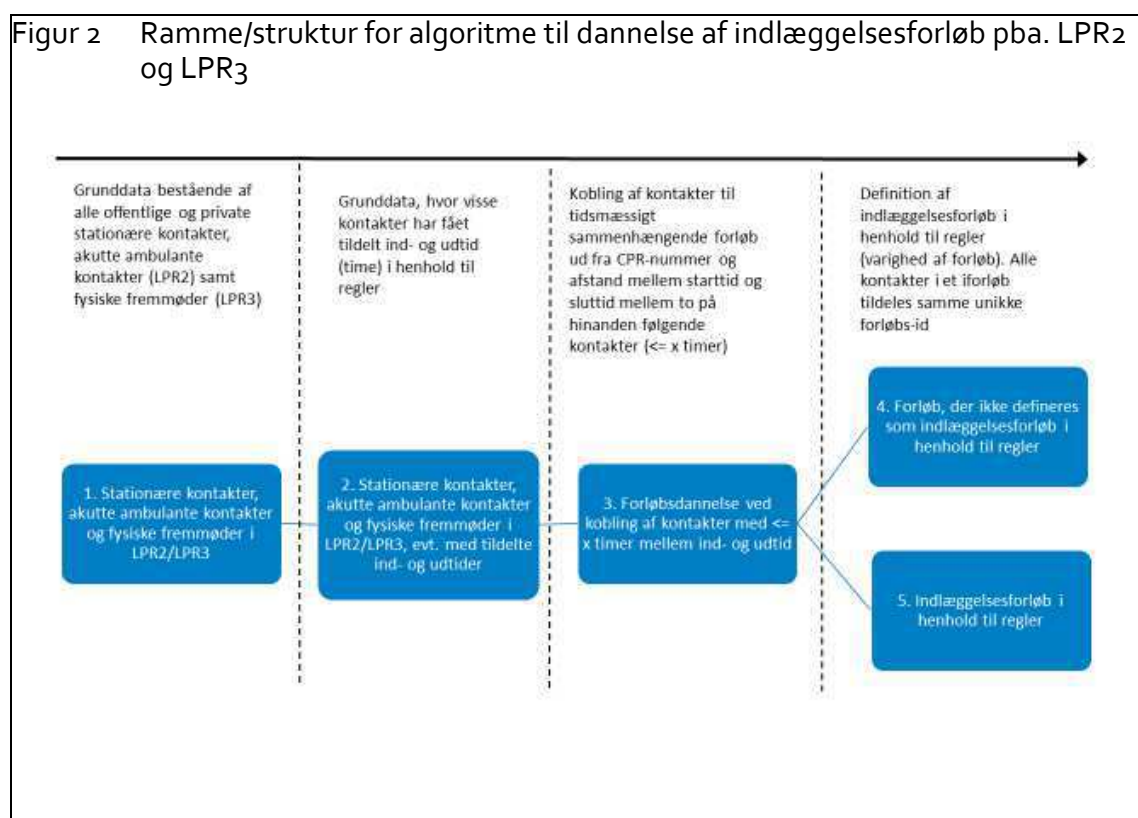 Figur 2 Ramme/struktur for algoritme til dannelse af indlæggelsesforløb pba. LPR2
og LPR3
Grunddata bestående af
alle offentlige og private
stationære kontakter,
akutte ambulante
kontakter (LPR2) samt
fysiske fremmøder (LPR3)
Grunddata, hvor visse
kontakter har fået
tildelt ind- og udtid
(time) i henhold til
regler
Kobling af kontakter til
tidsmæssigt
sammenhængende forløb
ud fra CPR-nummer og
afstand mellem starttid og
sluttid mellem to på
hinanden følgende
kontakter (<= x timer)
Definition af
indlæggelsesforløb i
henhold til regler
(varighed af forløb). Alle
kontakter i et iforløb
tildeles samme unikke
forløbs-id
1. Stationære kontakter,
akutte ambulante kontakter
og fysiske fremmøder i
LPR2/LPR3
2. Stationære kontakter,
akutte ambulante kontakter
og fysiske fremmøder i
LPR2/LPR3, evt. med tildelte
ind- og udtider
3. Forløbsdannelse ved
kobling af kontakter med <=
x timer mellem ind- og udtid
4. Forløb, der ikke defineres
som indlæggelsesforløb i
henhold til regler
5. Indlæggelsesforløb i
henhold til regler